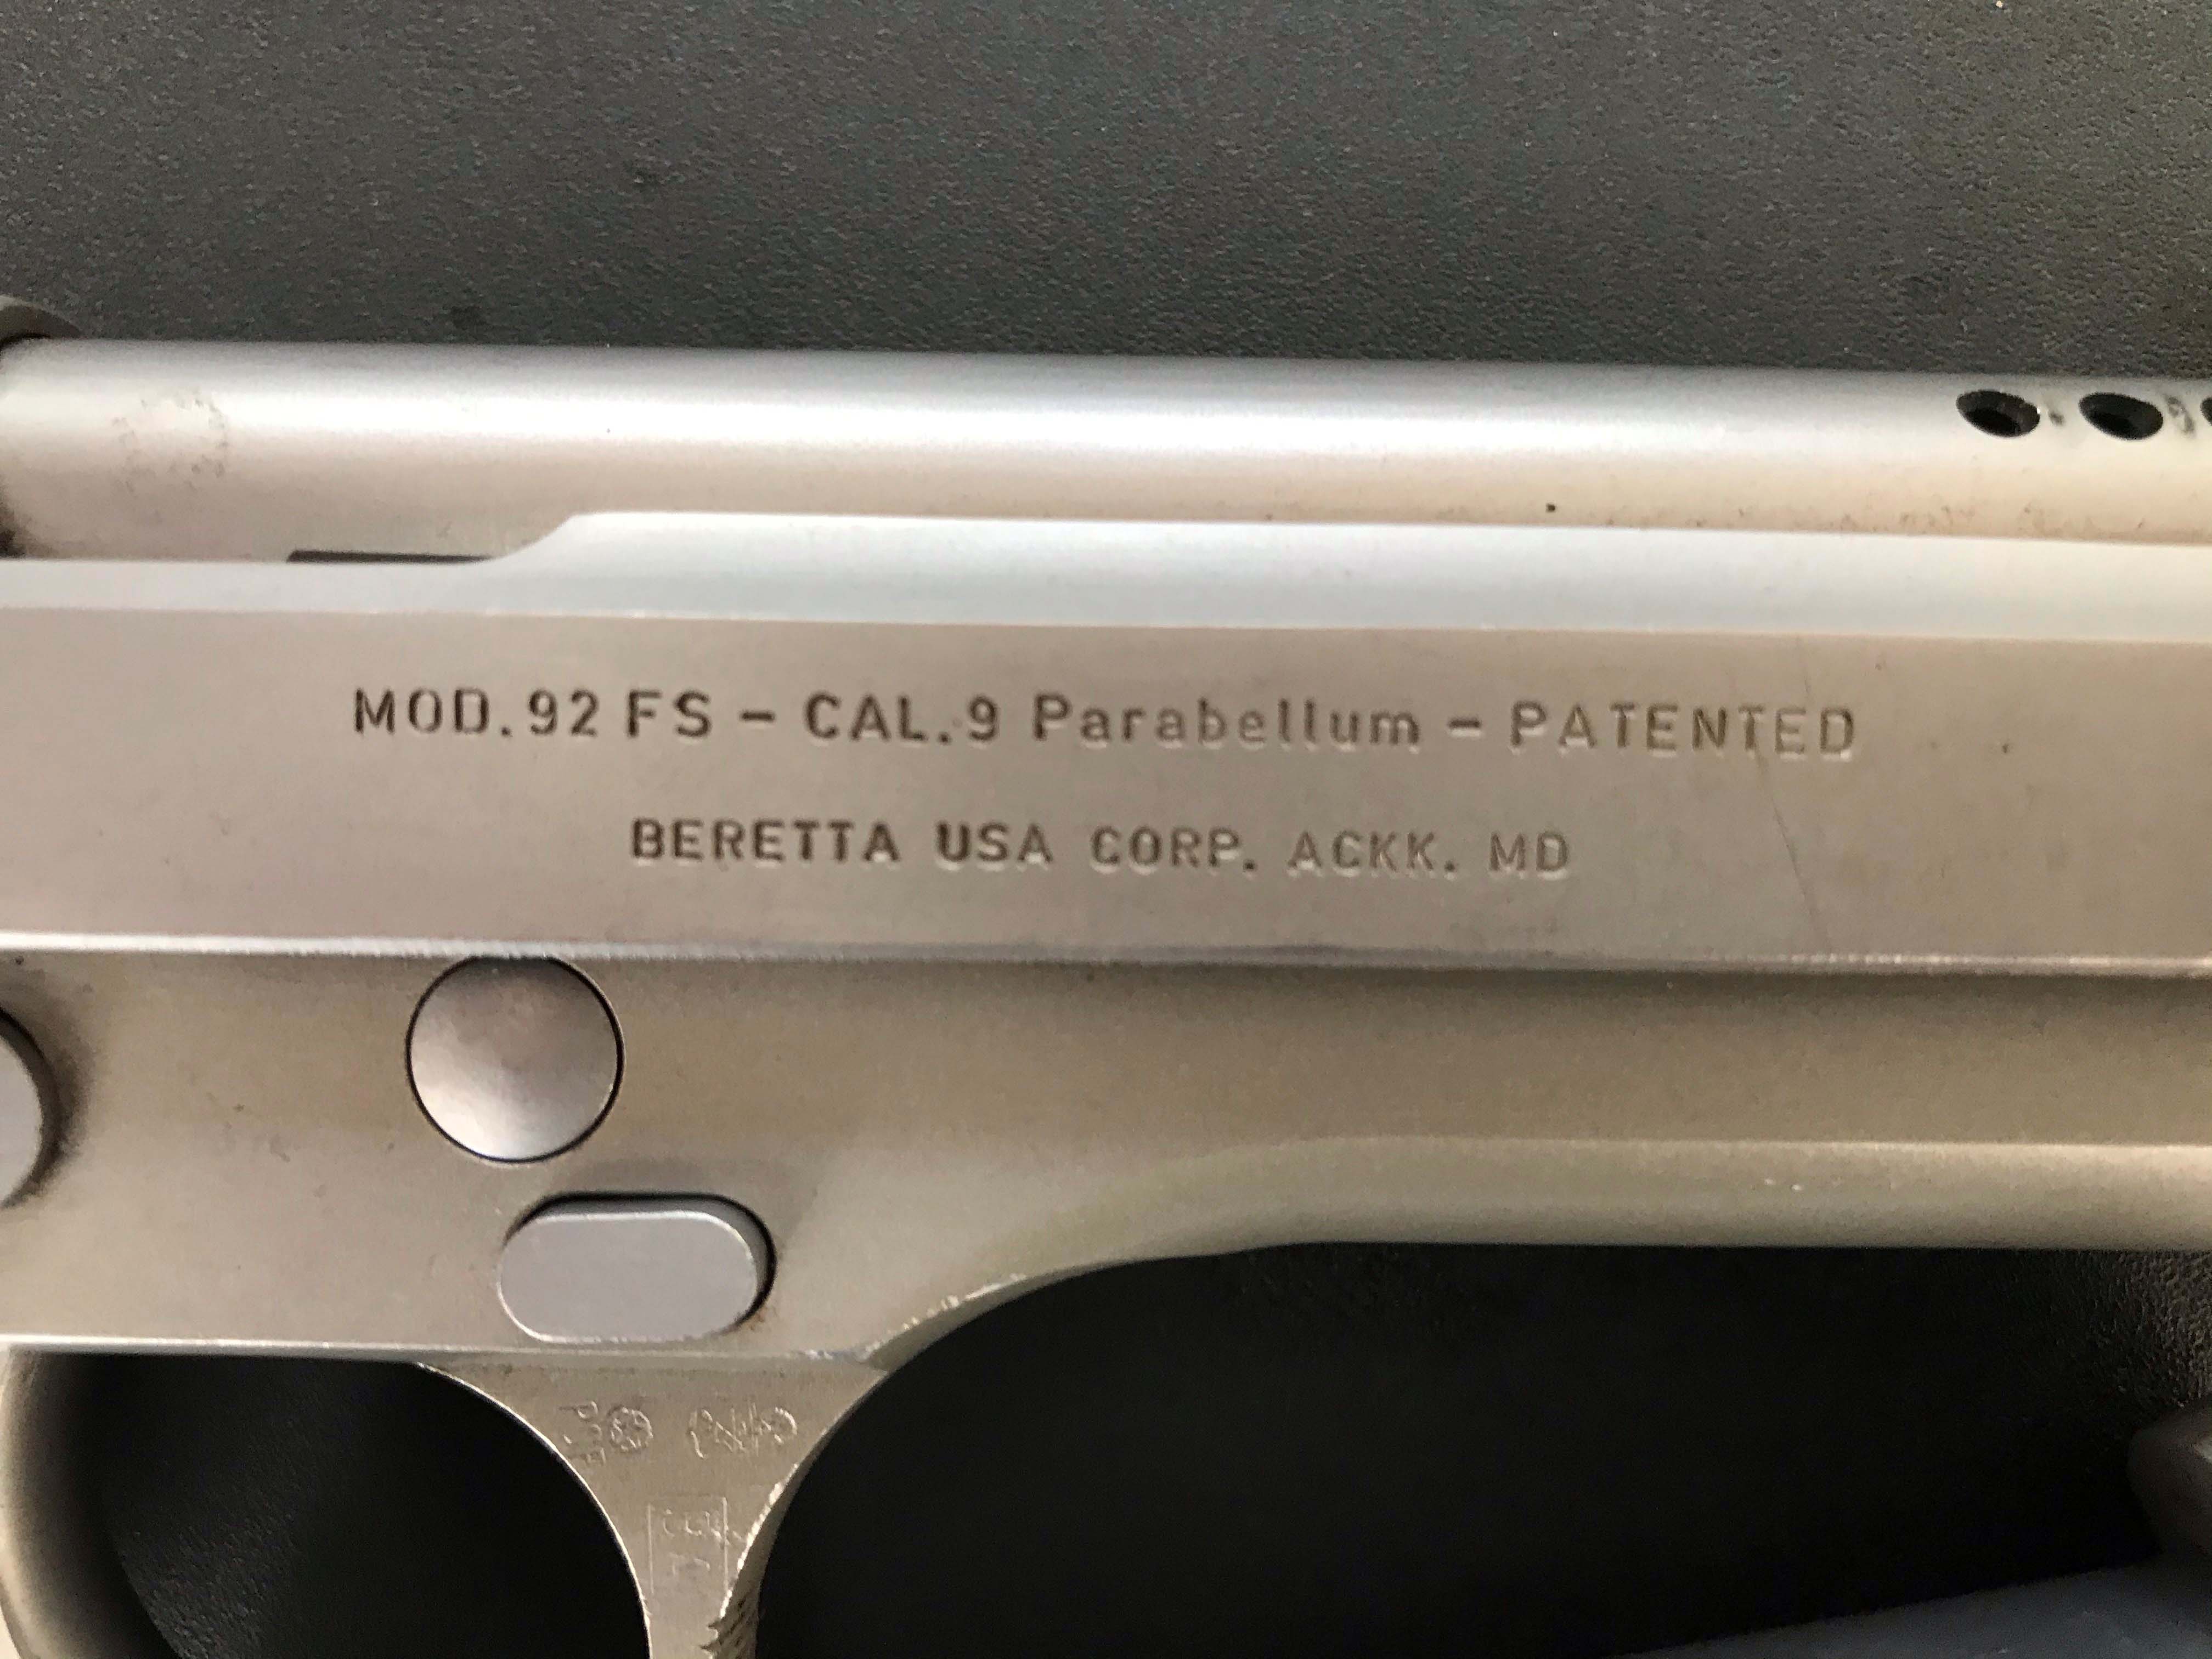 MOD.92 FS - CAL.9 Parabellum - PATENTED
BERETTA USA CORP. ACKK. MD